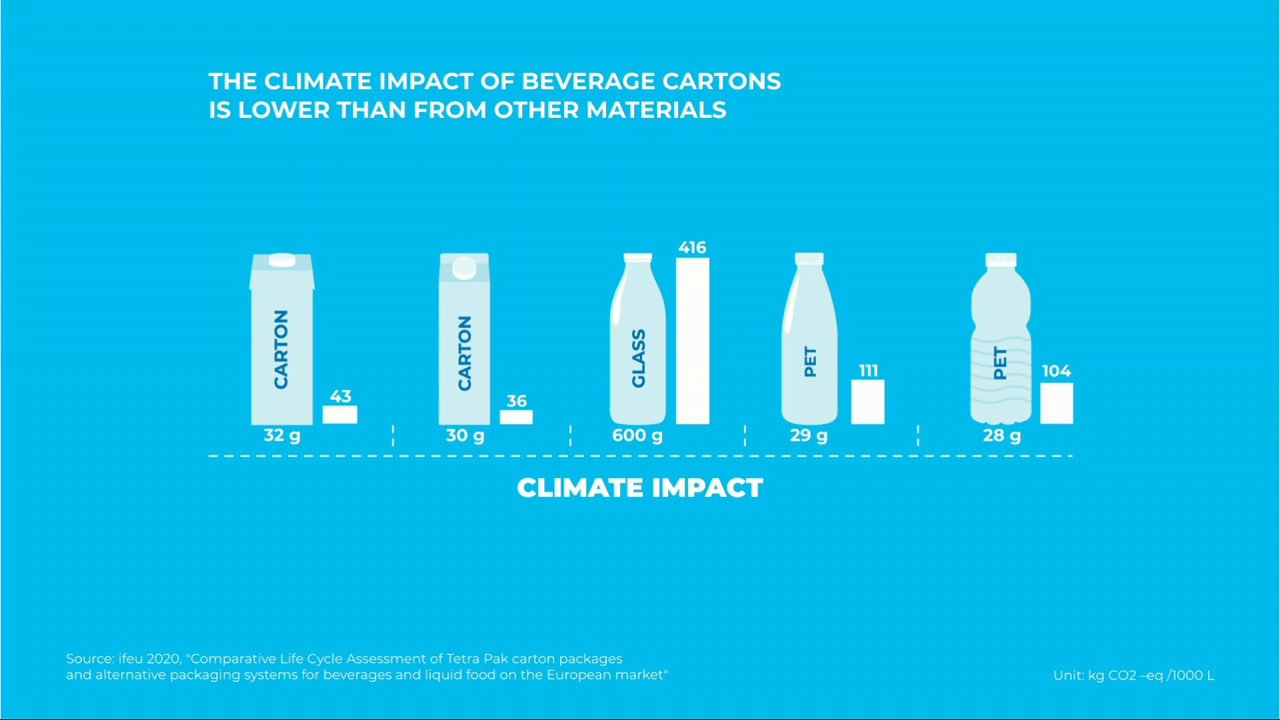 THE CLIMATE IMPACT OF BEVERAGE CARTONS
IS LOWER THAN FROM OTHER MATERIALS
CARTON
43
32 g
CARTON
36
30 g
GLASS
416
600 g
PET
111
29 g
PET
104
28 g
CLIMATE IMPACT
Source: ifeu 2020, "Comparative Life Cycle Assessment of Tetra Pak carton packages
and alternative packaging systems for beverages and liquid food on the European market"
Unit: kg CO2 –eq /1000 L